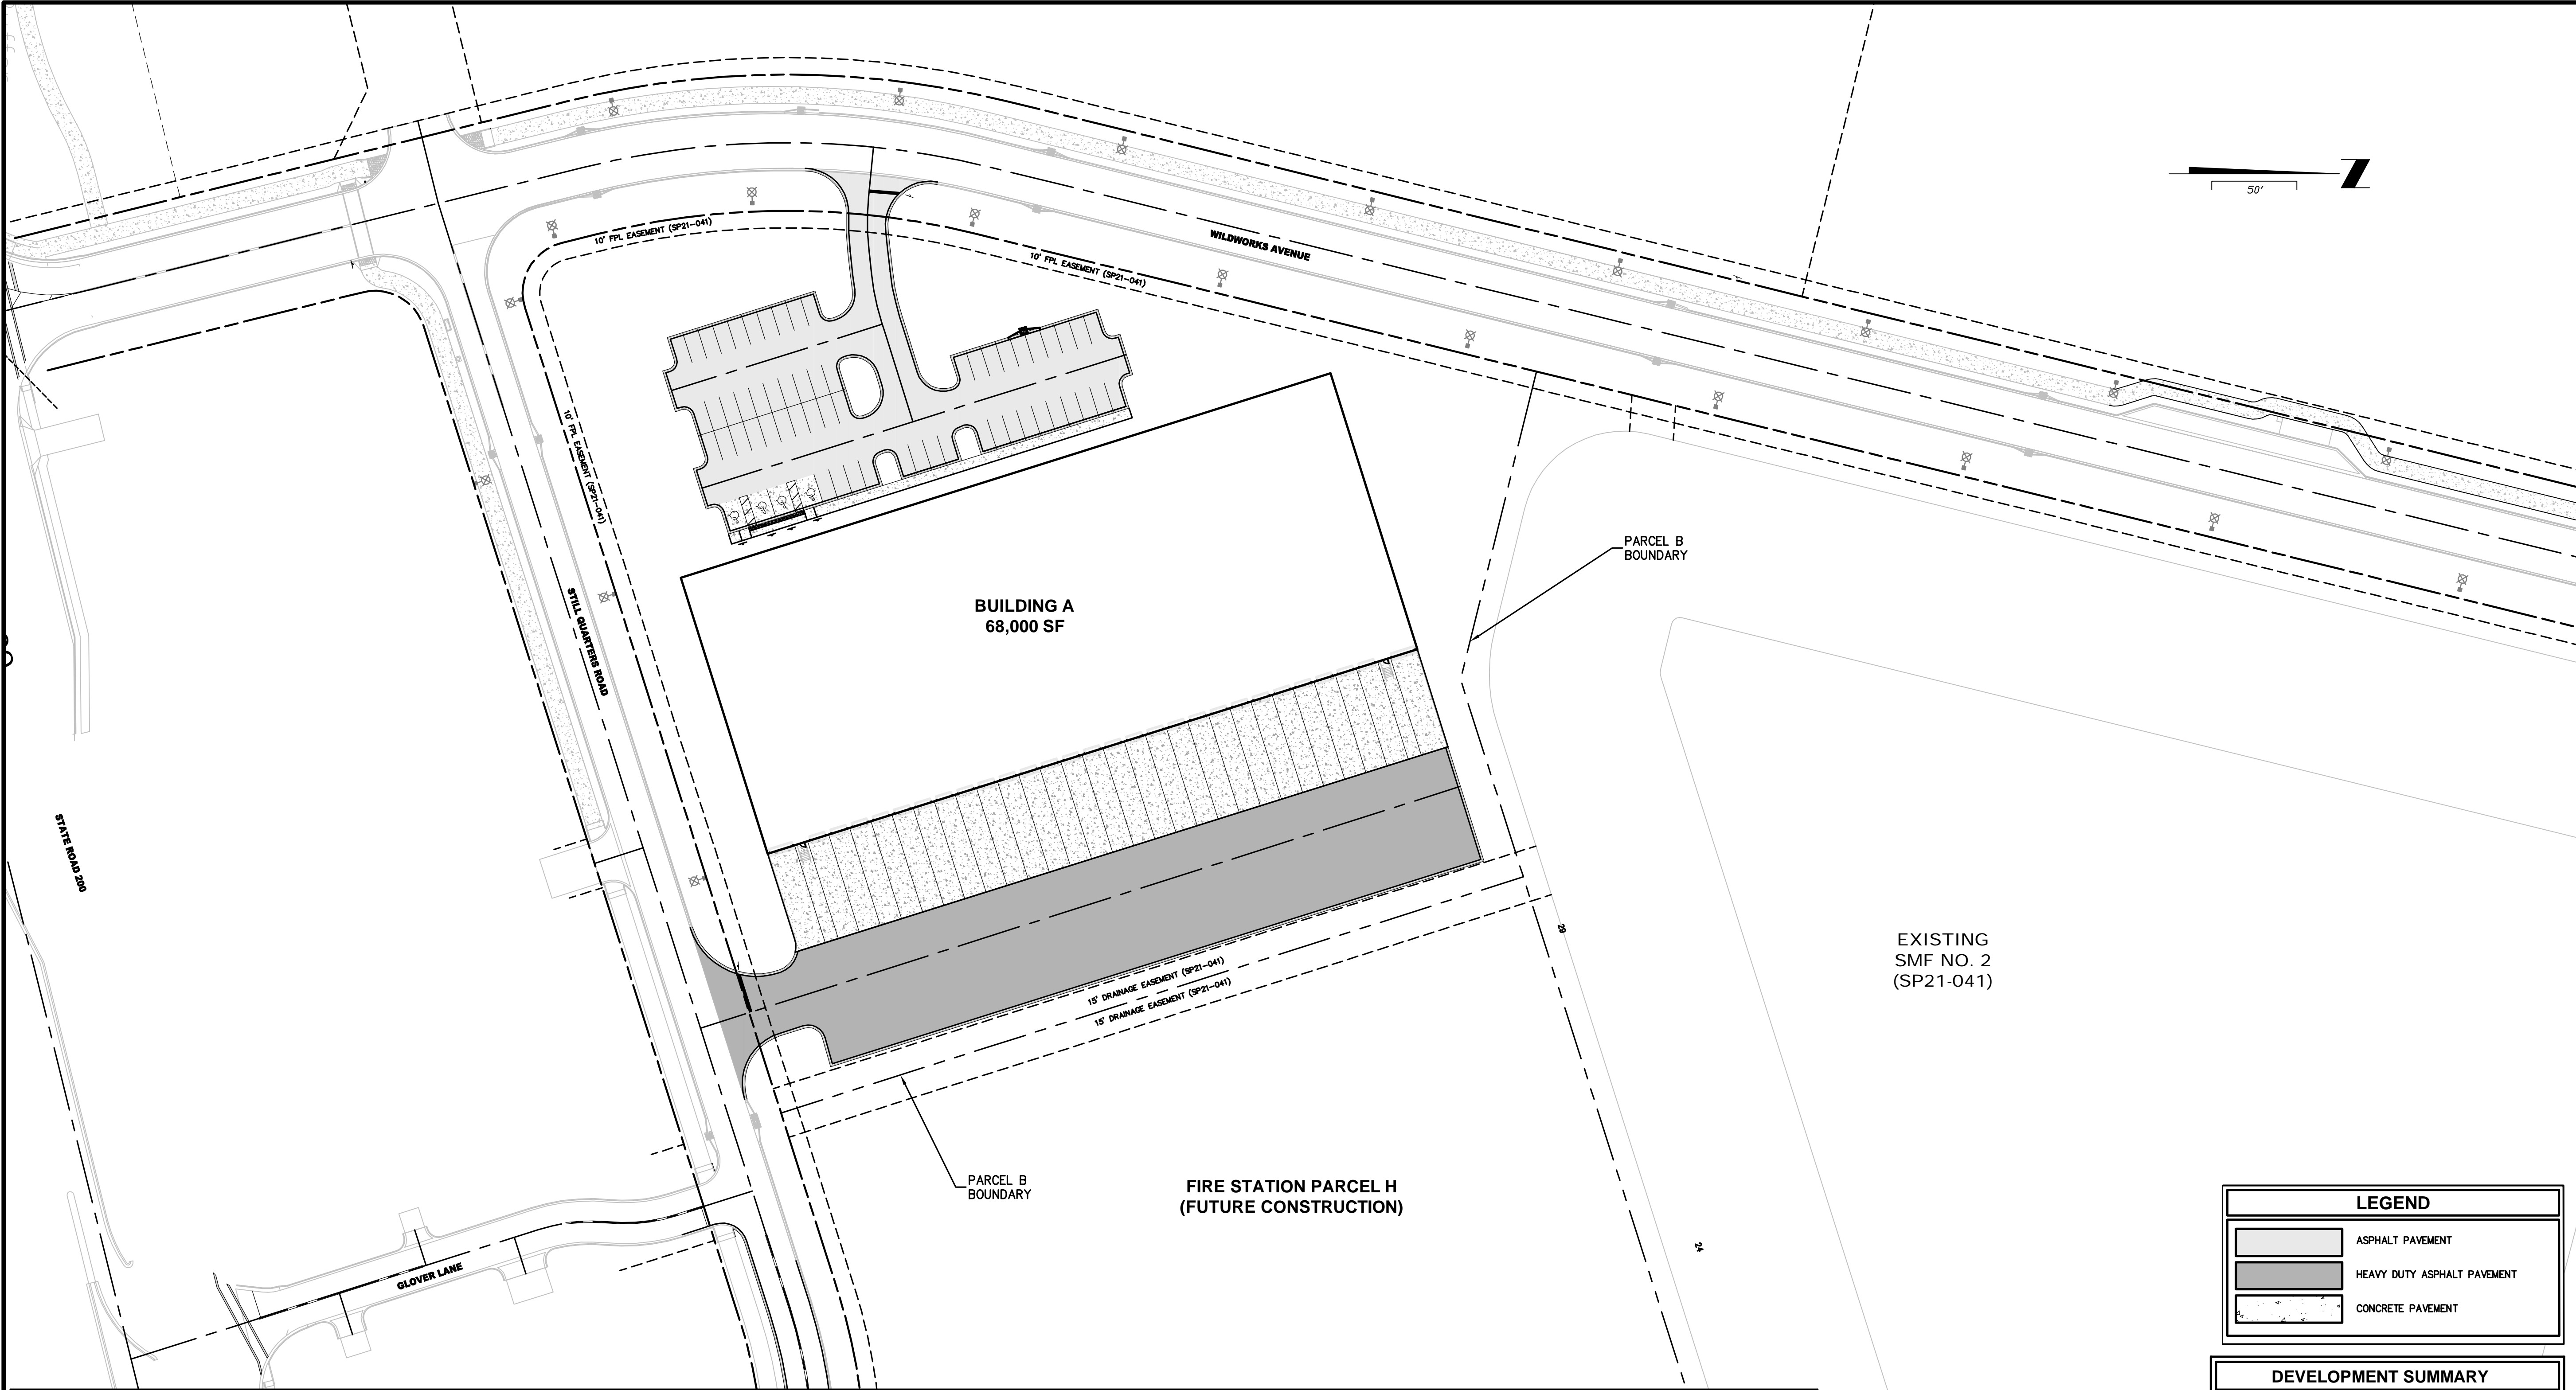 50'
10' FPL EASEMENT (SP21-041)
WILDWORKS AVENUE
10' FPL EASEMENT (SP21-041)
10' FPL EASEMENT (SP21-041)
PARCEL B
BOUNDARY
BUILDING A
68,000 SF
STILL QUARTERS ROAD
STATE ROAD 200
29
EXISTING
SMF NO. 2
(SP21-041)
15' DRAINAGE EASEMENT (SP21-041)
15' DRAINAGE EASEMENT (SP21-041)
PARCEL B
BOUNDARY
FIRE STATION PARCEL H
(FUTURE CONSTRUCTION)
24
GLOVER LANE
LEGEND
ASPHALT PAVEMENT
HEAVY DUTY ASPHALT PAVEMENT
CONCRETE PAVEMENT
DEVELOPMENT SUMMARY